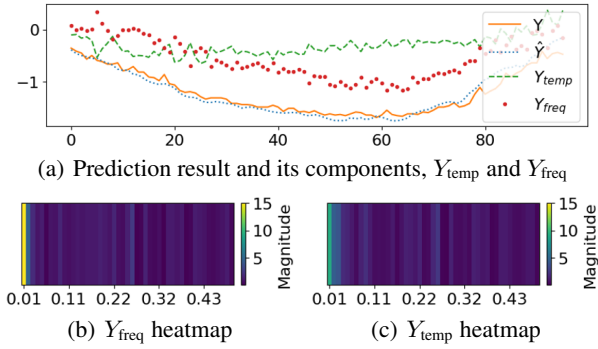 0
−1
Y
Ŷ
Y_temp
Y_freq
0 20 40 60 80
(a) Prediction result and its components, Y_temp and Y_freq
15
10
5
Magnitude
0.01 0.11 0.22 0.32 0.43
15
10
5
Magnitude
0.01 0.11 0.22 0.32 0.43
(b) Y_freq heatmap
(c) Y_temp heatmap